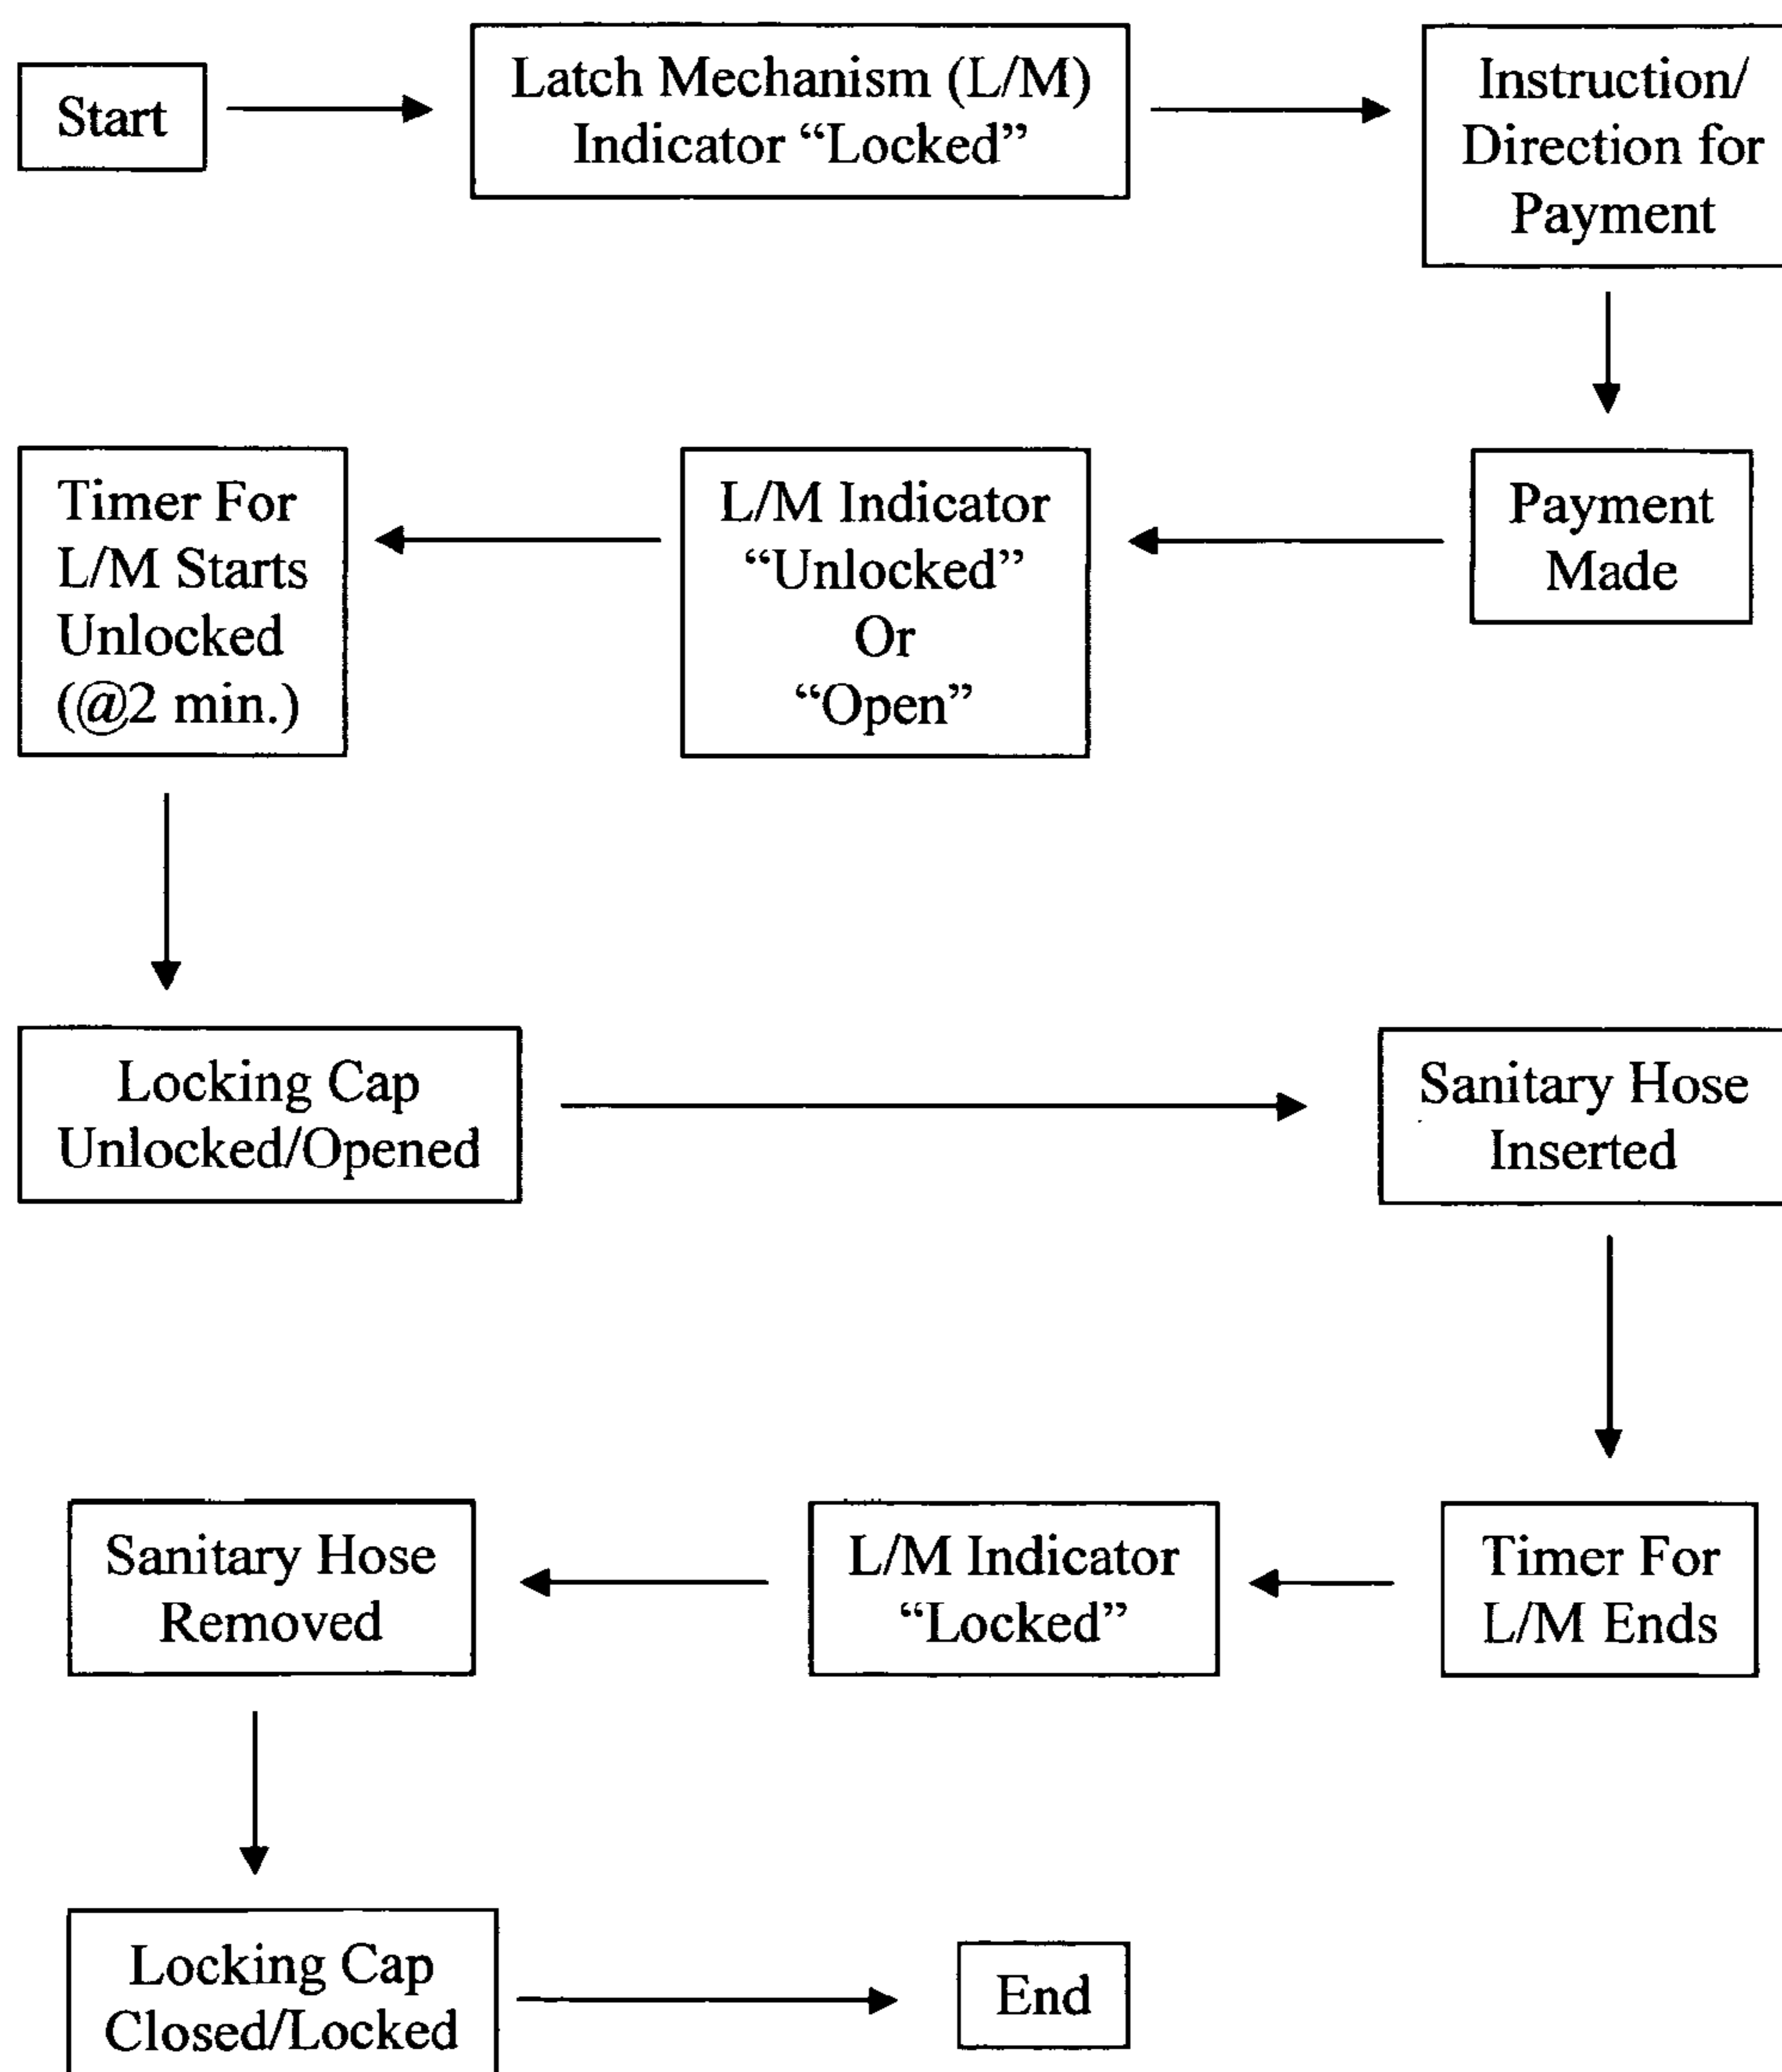 Start
Latch Mechanism (L/M)
Indicator “Locked”
Instruction/
Direction for
Payment
Payment
Made
L/M Indicator
“Unlocked”
Or
“Open”
Timer For
L/M Starts
Unlocked
(@2 min.)
Locking Cap
Unlocked/Opened
Sanitary Hose
Inserted
Timer For
L/M Ends
L/M Indicator
“Locked”
Sanitary Hose
Removed
Locking Cap
Closed/Locked
End